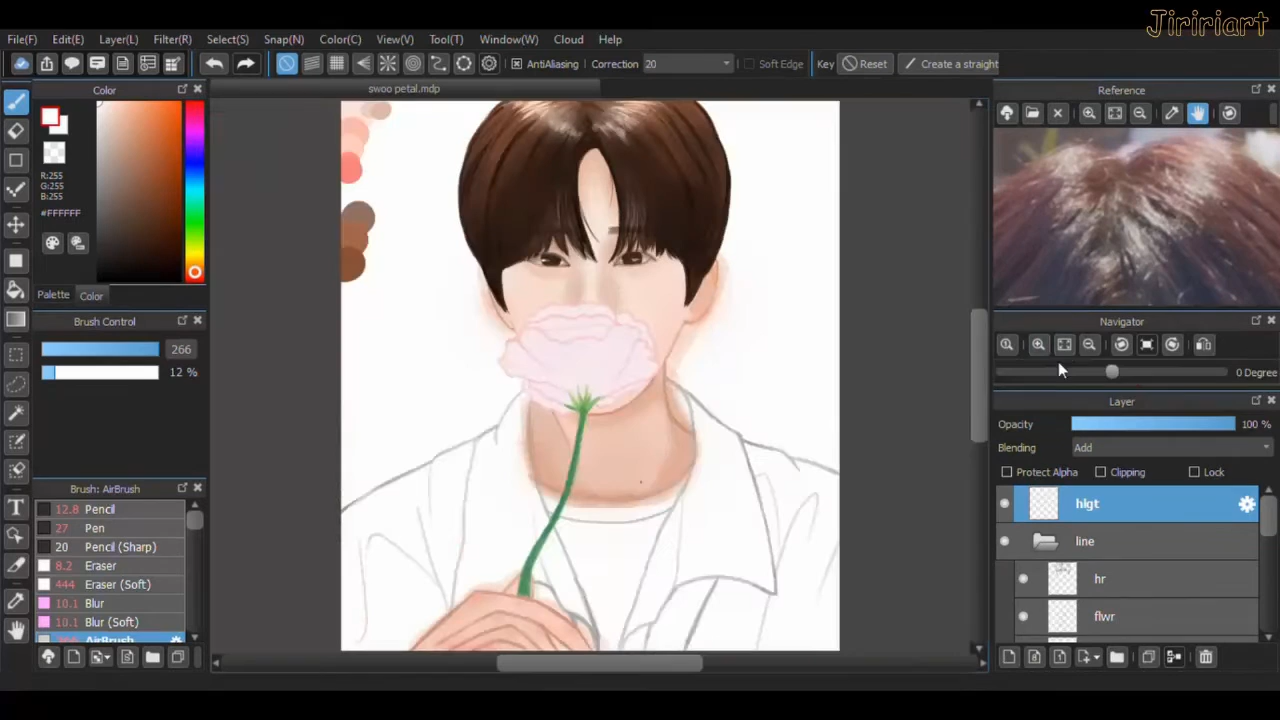 Jiririart
File(F) Edit(E) Layer(L) Filter(R) Select(S) Snap(N) Color(C) View(V) Tool(T) Window(W) Cloud Help
AntiAliasing Correction 20 Soft Edge Key Reset Create a straight
swoo petal.mdp
Color
R:255
G:255
B:255
#FFFFFF
Palette Color
Brush Control
266
12 %
Brush: AirBrush
12.8 Pencil
27 Pen
20 Pencil (Sharp)
8.2 Eraser
444 Eraser (Soft)
10.1 Blur
10.1 Blur (Soft)
AirBrush
Reference
Navigator
0 Degree
Layer
Opacity 100 %
Blending Add
Protect Alpha Clipping Lock
hlgt
line
hr
flwr